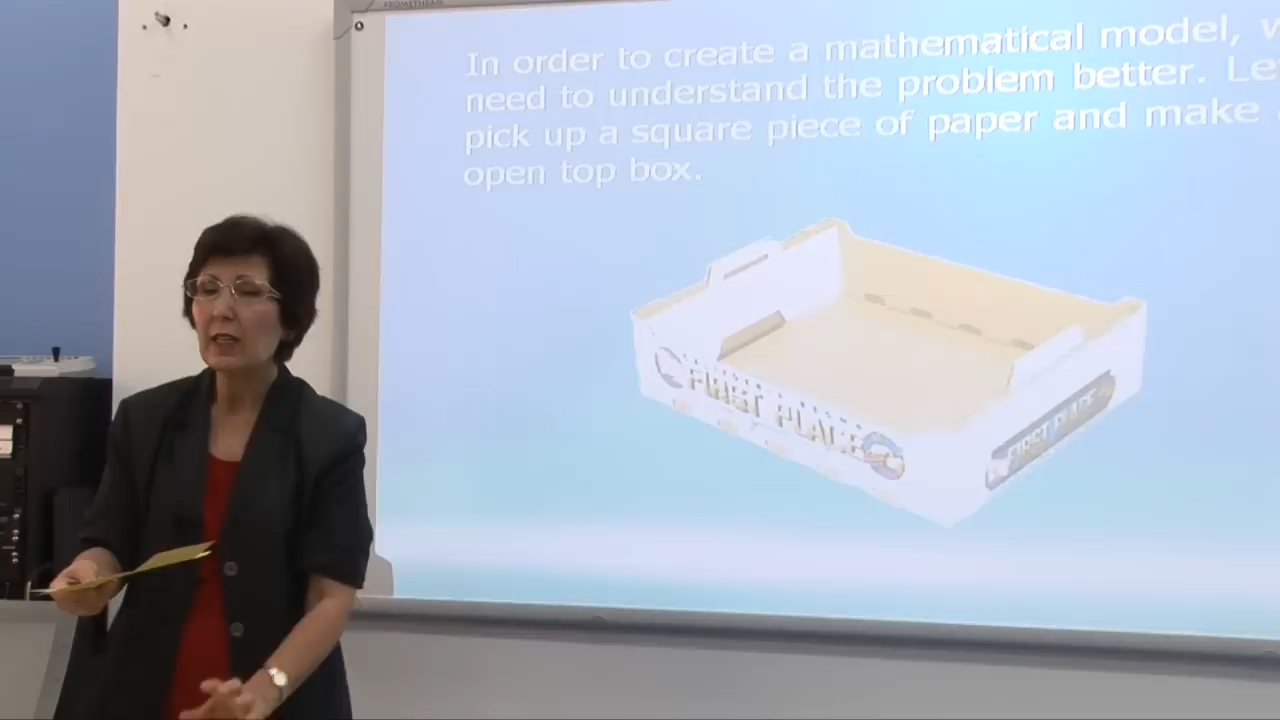 PROMETHEAN
In order to create a mathematical model,
need to understand the problem better.
pick up a square piece of paper and make
open top box.
FIRST PLACE
FIRST PLACE